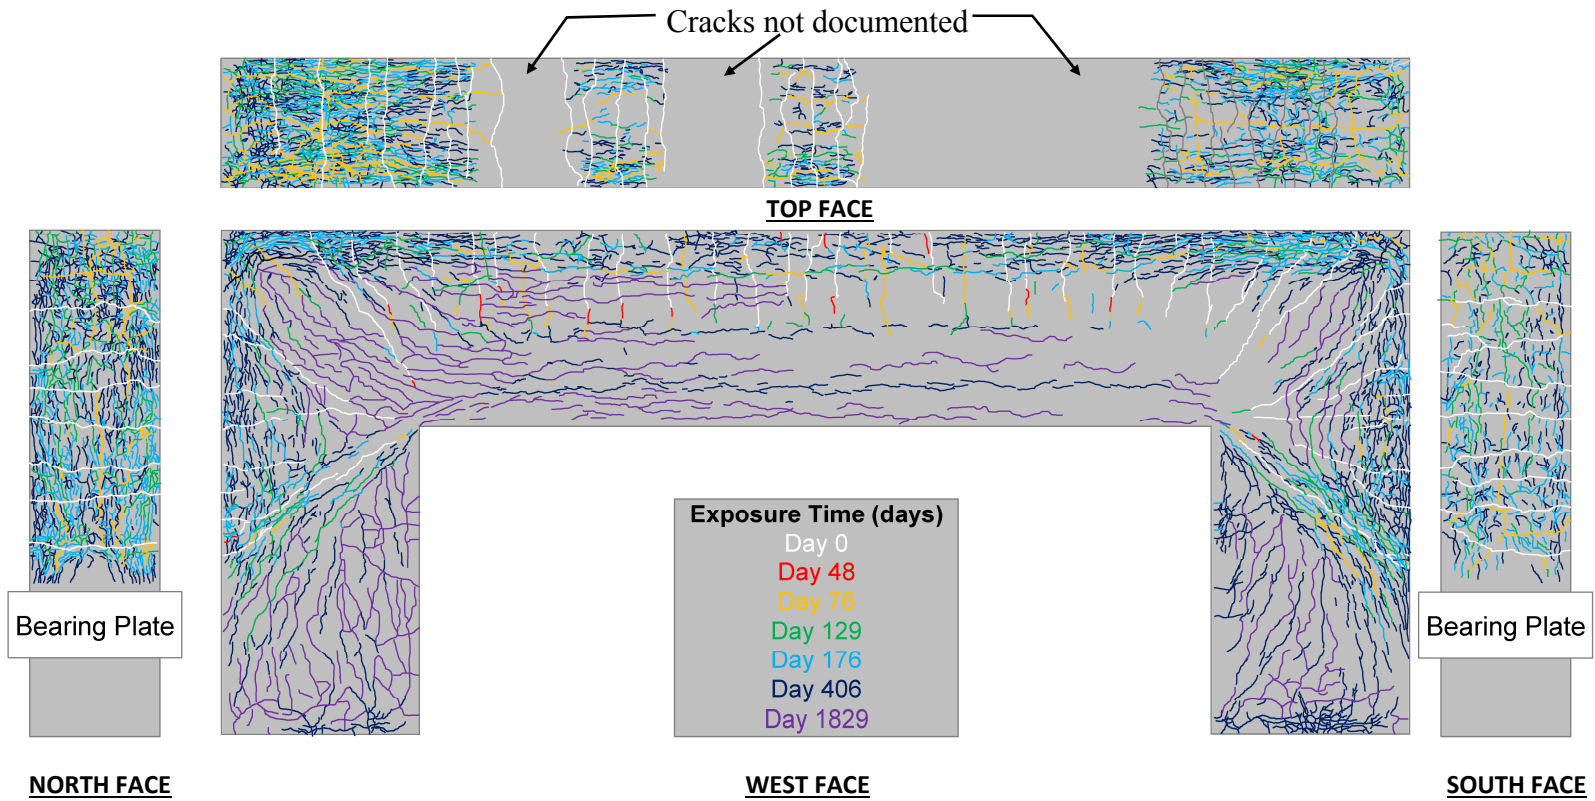 Cracks not documented
TOP FACE
Exposure Time (days)
Day 0
Day 48
Day 76
Day 129
Day 176
Day 406
Day 1829
Bearing Plate
Bearing Plate
NORTH FACE
WEST FACE
SOUTH FACE